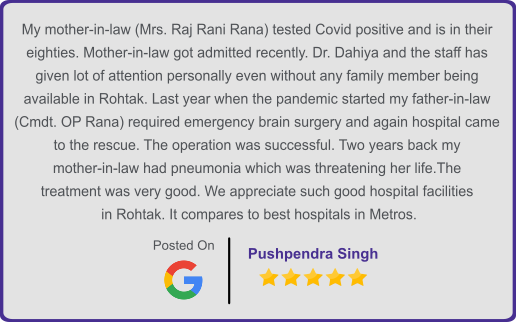 My mother-in-law (Mrs. Raj Rani Rana) tested Covid positive and is in their
eighties. Mother-in-law got admitted recently. Dr. Dahiya and the staff has
given lot of attention personally even without any family member being
available in Rohtak. Last year when the pandemic started my father-in-law
(Cmdt. OP Rana) required emergency brain surgery and again hospital came
to the rescue. The operation was successful. Two years back my
mother-in-law had pneumonia which was threatening her life.The
treatment was very good. We appreciate such good hospital facilities
in Rohtak. It compares to best hospitals in Metros.
Posted On
Pushpendra Singh